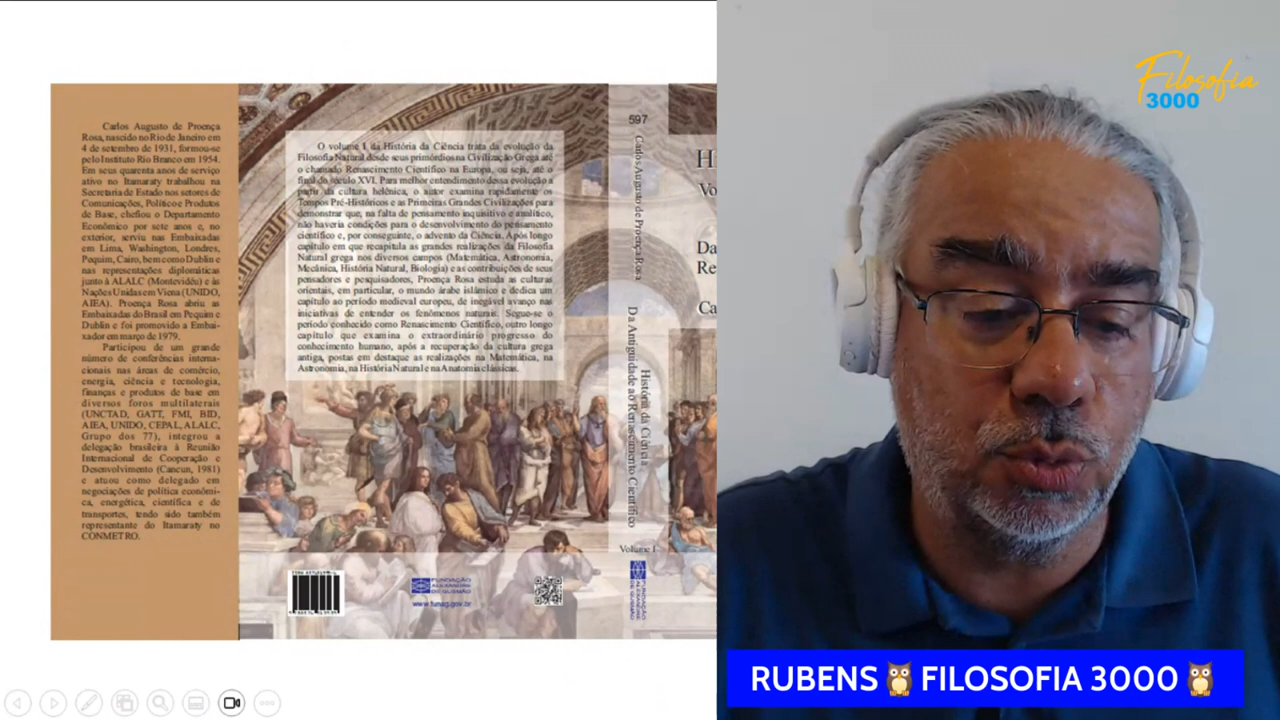 Carlos Augusto de Proença
Rosa, nascido no Rio de Janeiro em
4 de setembro de 1931, formou-se
pelo Instituto Rio Branco em 1954.
Em seus quarenta anos de serviço
ativo no Itamaraty trabalhou na
Secretaria de Estado nos setores de
Comunicações, Político e Produtos
de Base, chefiou o Departamento
Econômico por sete anos e, no
exterior, serviu nas Embaixadas
em Lima, Washington, Londres,
Pequim, Cairo, bem como Dublin e
nas representações diplomáticas
junto à ALALC (Montevidéu) e às
Nações Unidas em Viena (UNIDO,
AIEA). Proença Rosa abriu as
Embaixadas do Brasil em Pequim e
Dublin e foi promovido a Embai-
xador em março de 1979.
Participou de um grande
número de conferências interna-
cionais nas áreas de comércio,
energia, ciência e tecnologia,
finanças e produtos de base em
diversos foros multilaterais
(UNCTAD, GATT, FMI, BID,
AIEA, UNIDO, CEPAL, ALALC,
Grupo dos 77), integrou a
delegação brasileira à Reunião
Internacional de Cooperação e
Desenvolvimento (Cancun, 1981)
e atuou como delegado em
negociações de política econômi-
ca, energética, científica e de
transportes, tendo sido também
representante do Itamaraty no
CONMETRO.
O volume I da História da Ciência trata da evolução da
Filosofia Natural desde seus primórdios na Civilização Grega até
o chamado Renascimento Científico na Europa, ou seja, até o
final do século XVI. Para melhor entendimento dessa evolução a
partir da cultura helênica, o autor examina rapidamente os
Tempos Pré-Históricos e as Primeiras Grandes Civilizações para
demonstrar que, na falta de pensamento inquisitivo e analítico,
não haveria condições para o desenvolvimento do pensamento
científico e, por conseguinte, o advento da Ciência. Após longo
capítulo em que recapitula as grandes realizações da Filosofia
Natural grega nos diversos campos (Matemática, Astronomia,
Mecânica, História Natural, Biologia) e as contribuições de seus
pensadores e pesquisadores, Proença Rosa estuda as culturas
orientais, em particular, o mundo árabe islâmico e dedica um
capítulo ao período medieval europeu, de inegável avanço nas
iniciativas de entender os fenômenos naturais. Segue-se o
período conhecido como Renascimento Científico, outro longo
capítulo que examina o extraordinário progresso do
conhecimento humano, após a recuperação da cultura grega
antiga, postas em destaque as realizações na Matemática, na
Astronomia, na História Natural e na Anatomia clássicas.
FUNDAÇÃO
ALEXANDRE
DE GUSMÃO
www.funag.gov.br
597
Carlos Augusto de Proença Rosa
História da Ciência
Da Antiguidade ao Renascimento Científico
Volume I
FUNDAÇÃO
ALEXANDRE
DE GUSMÃO
H
Vo
Da
Re
Ca
Filosofia
3000
RUBENS🦉FILOSOFIA 3000🦉